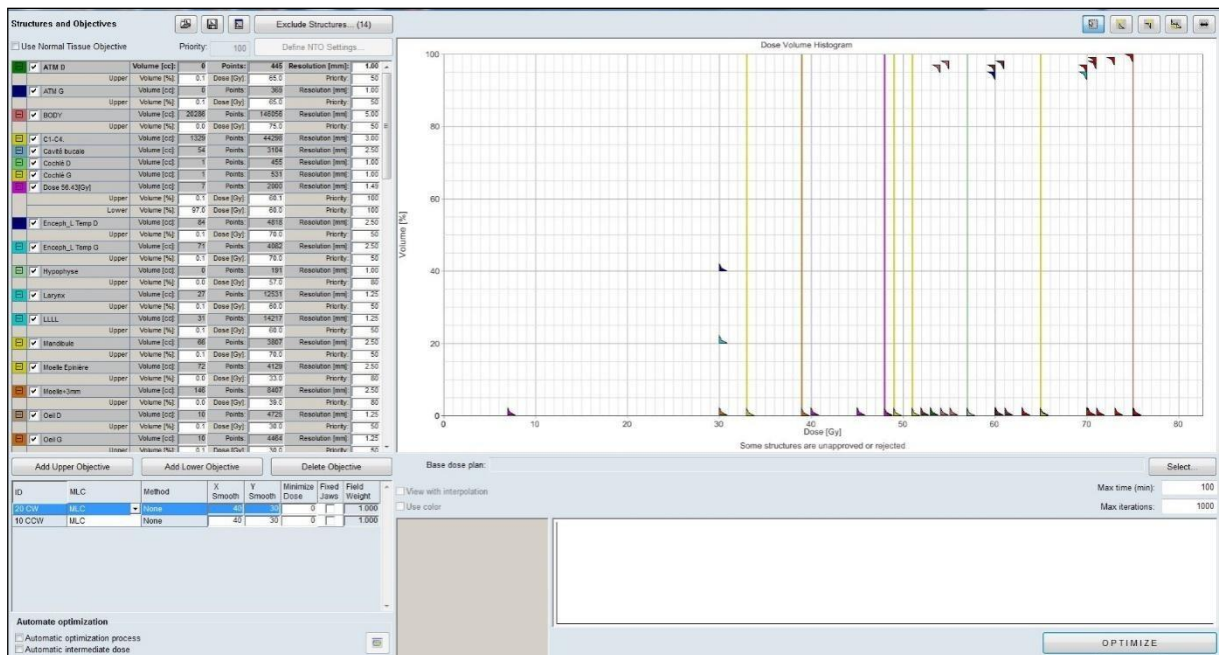 Structures and Objectives
Exclude Structures... (14)
Use Normal Tissue Objective Priority: 100 Define NTO Settings...
ATM D Volume [cc]: 0 Points: 445 Resolution [mm]: 1.00
Upper Volume [%]: 0.1 Dose [Gy]: 65.0 Priority: 50
ATM G Volume [cc]: 0 Points: 369 Resolution [mm]: 1.00
Upper Volume [%]: 0.1 Dose [Gy]: 65.0 Priority: 50
BODY Volume [cc]: 20286 Points: 146056 Resolution [mm]: 5.00
Upper Volume [%]: 0.0 Dose [Gy]: 75.0 Priority: 50
C1-C4. Volume [cc]: 1329 Points: 44298 Resolution [mm]: 3.00
Cavité bucale Volume [cc]: 54 Points: 3104 Resolution [mm]: 2.50
Cochlé D Volume [cc]: 1 Points: 455 Resolution [mm]: 1.00
Cochlé G Volume [cc]: 1 Points: 531 Resolution [mm]: 1.00
Dose 56.43[Gy] Volume [cc]: 7 Points: 2000 Resolution [mm]: 1.49
Upper Volume [%]: 0.1 Dose [Gy]: 60.1 Priority: 100
Lower Volume [%]: 97.0 Dose [Gy]: 60.0 Priority: 100
Enceph_L Temp D Volume [cc]: 84 Points: 4818 Resolution [mm]: 2.50
Upper Volume [%]: 0.1 Dose [Gy]: 70.0 Priority: 50
Enceph_L Temp G Volume [cc]: 71 Points: 4062 Resolution [mm]: 2.50
Upper Volume [%]: 0.1 Dose [Gy]: 70.0 Priority: 50
Hypophyse Volume [cc]: 0 Points: 191 Resolution [mm]: 1.00
Upper Volume [%]: 0.0 Dose [Gy]: 57.0 Priority: 80
Larynx Volume [cc]: 27 Points: 12531 Resolution [mm]: 1.25
Upper Volume [%]: 0.1 Dose [Gy]: 60.0 Priority: 50
LLLL Volume [cc]: 31 Points: 14217 Resolution [mm]: 1.25
Upper Volume [%]: 0.1 Dose [Gy]: 60.0 Priority: 50
Mandibule Volume [cc]: 66 Points: 3807 Resolution [mm]: 2.50
Upper Volume [%]: 0.1 Dose [Gy]: 70.0 Priority: 50
Moelle Epinière Volume [cc]: 72 Points: 4129 Resolution [mm]: 2.50
Upper Volume [%]: 0.0 Dose [Gy]: 33.0 Priority: 80
Moelle+3mm Volume [cc]: 146 Points: 8407 Resolution [mm]: 2.50
Upper Volume [%]: 0.0 Dose [Gy]: 39.0 Priority: 80
Oeil D Volume [cc]: 10 Points: 4725 Resolution [mm]: 1.25
Upper Volume [%]: 0.1 Dose [Gy]: 30.0 Priority: 50
Oeil G Volume [cc]: 10 Points: 4464 Resolution [mm]: 1.25
Upper Volume [%]: 0.1 Dose [Gy]: 30.0 Priority: 50
Dose Volume Histogram
100
80
60
40
20
0
Volume [%]
0 10 20 30 40 50 60 70 80
Dose [Gy]
Some structures are unapproved or rejected
Add Upper Objective Add Lower Objective Delete Objective
ID MLC Method X Smooth Y Smooth Minimize Dose Fixed Jaws Field Weight
20 CW MLC None 40 30 0 1.000
10 CCW MLC None 40 30 0 1.000
Automate optimization
Automatic optimization process
Automatic intermediate dose
Base dose plan: Select...
View with interpolation
Use color
Max time (min): 100
Max iterations: 1000
OPTIMIZE